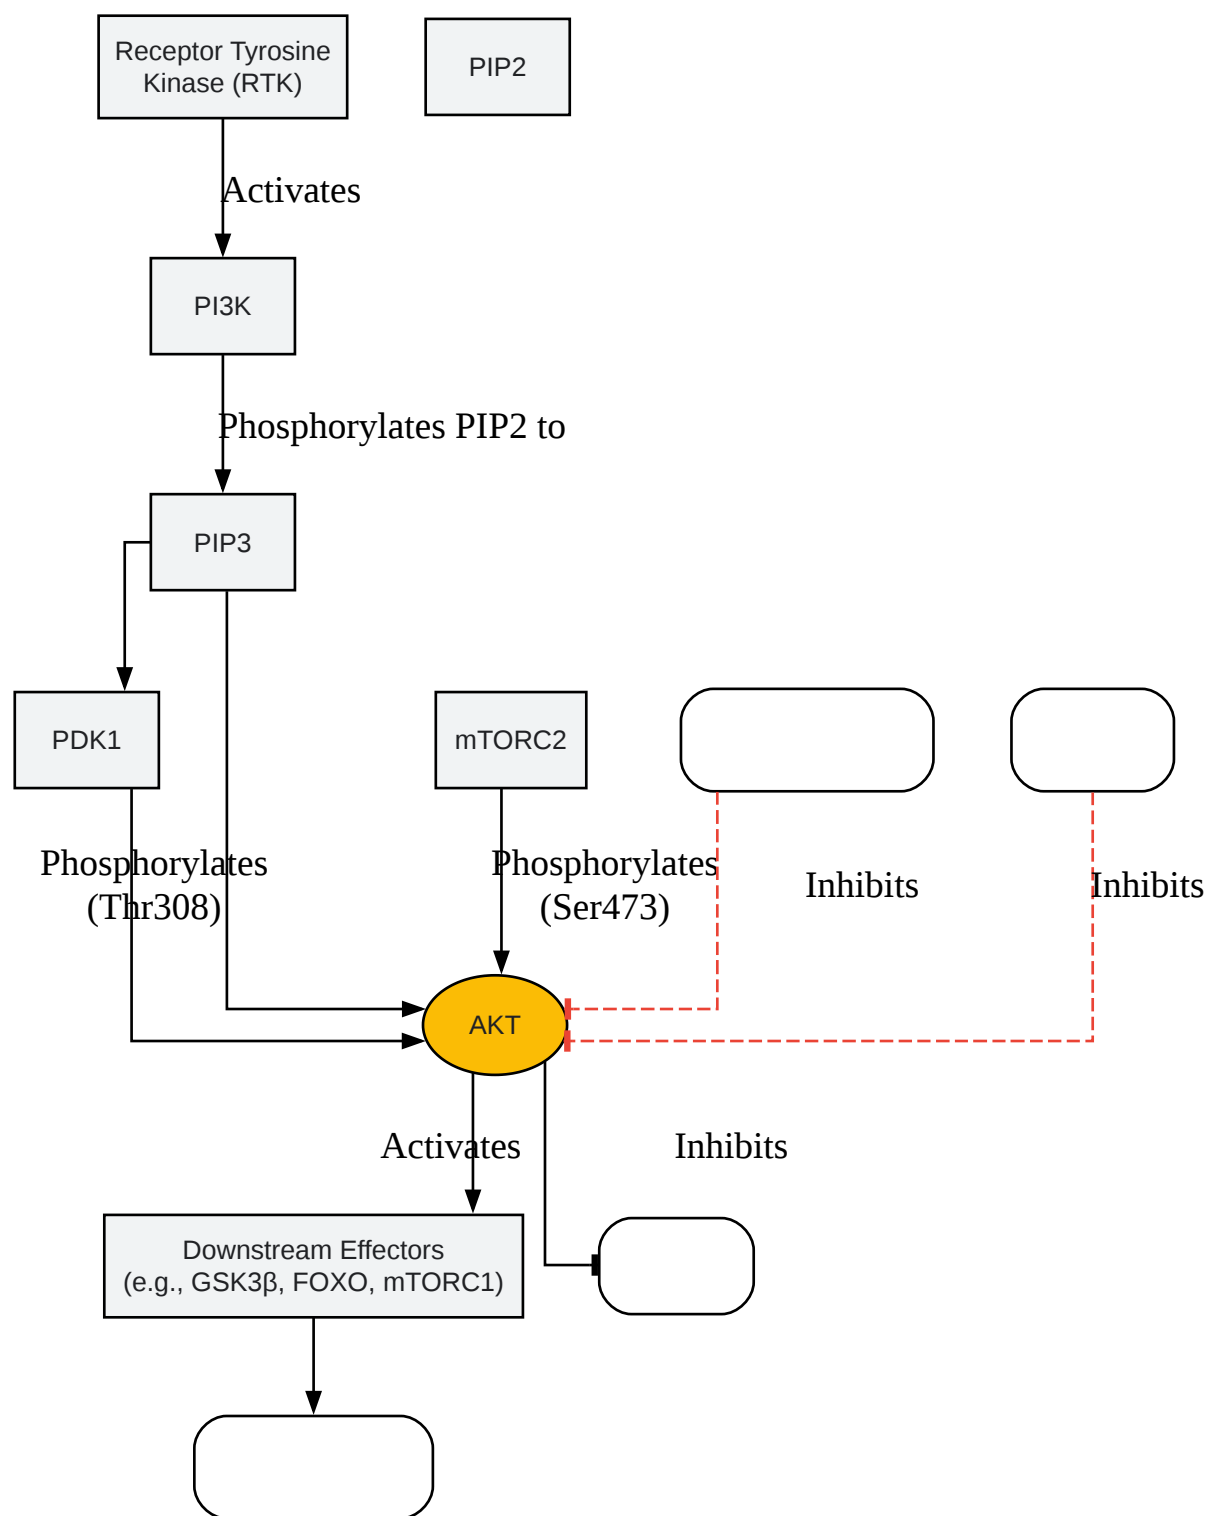 Receptor Tyrosine
Kinase (RTK)
PIP2
Activates
PI3K
Phosphorylates PIP2 to
PIP3
PDK1
mTORC2
Phosphorylates
(Thr308)
Phosphorylates
(Ser473)
Inhibits
Inhibits
AKT
Activates
Inhibits
Downstream Effectors
(e.g., GSK3β, FOXO, mTORC1)